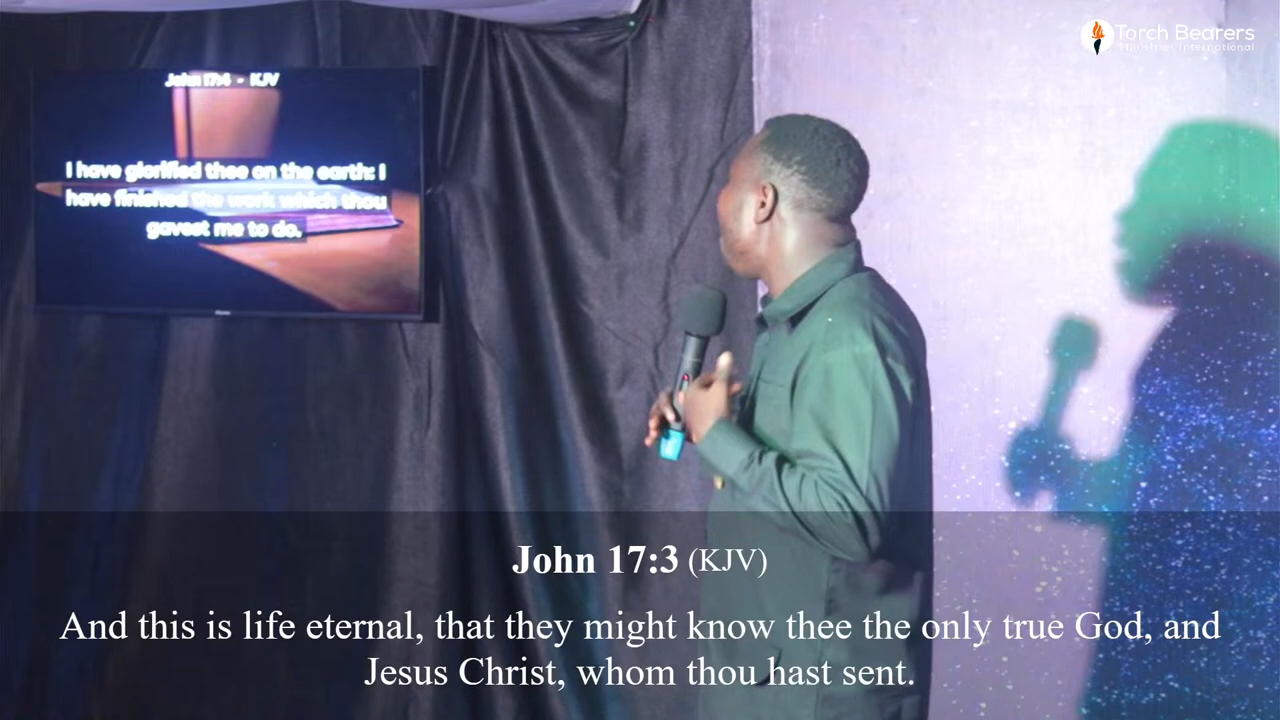 Torch Bearers
Ministries International
John 17:4 - KJV
I have glorified thee on the earth: I
have finished the work which thou
gavest me to do.
John 17:3 (KJV)
And this is life eternal, that they might know thee the only true God, and
Jesus Christ, whom thou hast sent.